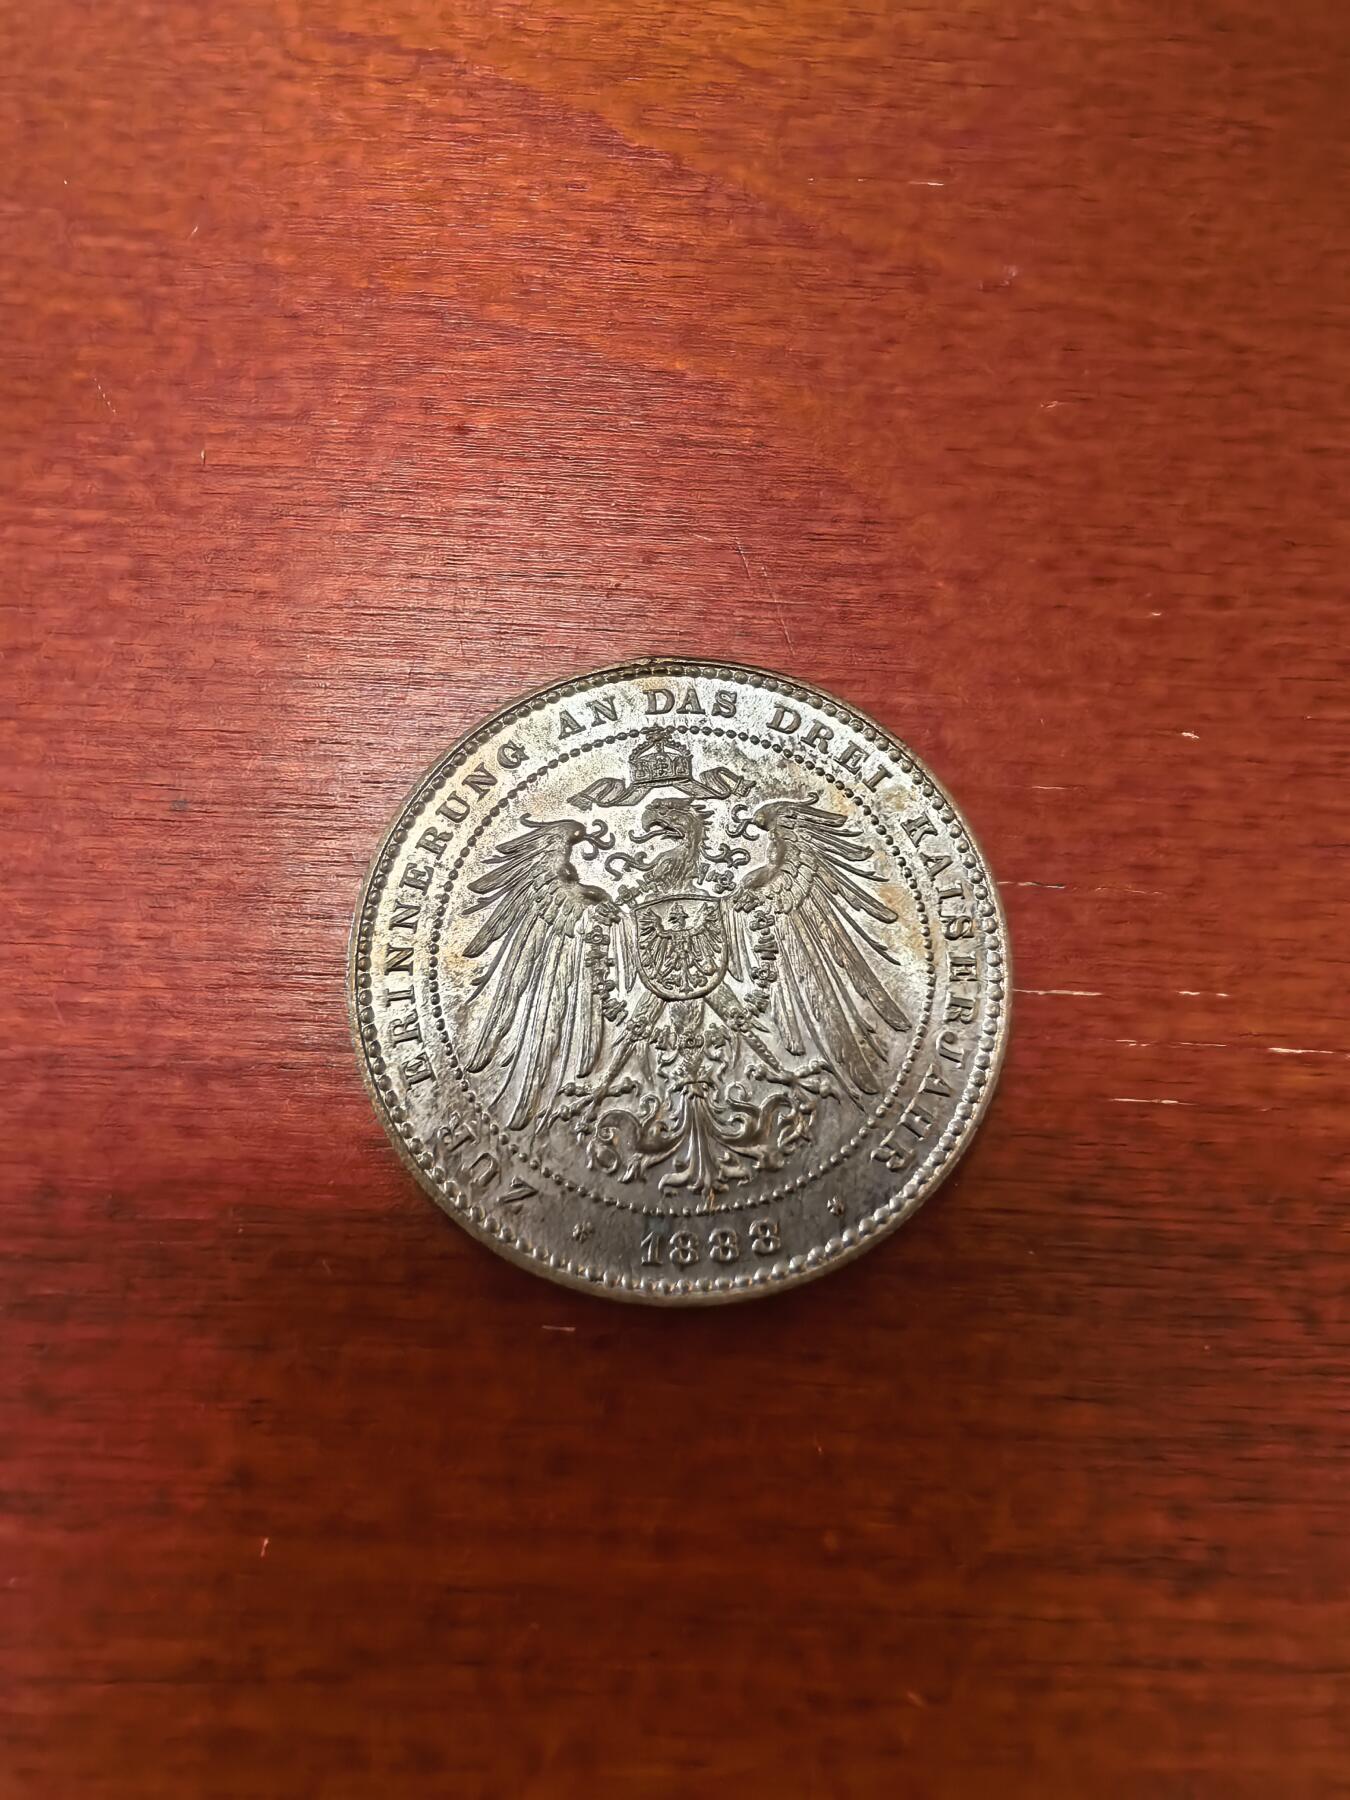 ZUR ERINNERUNG AN DAS DREI KAISERJAHR
* 1888 *